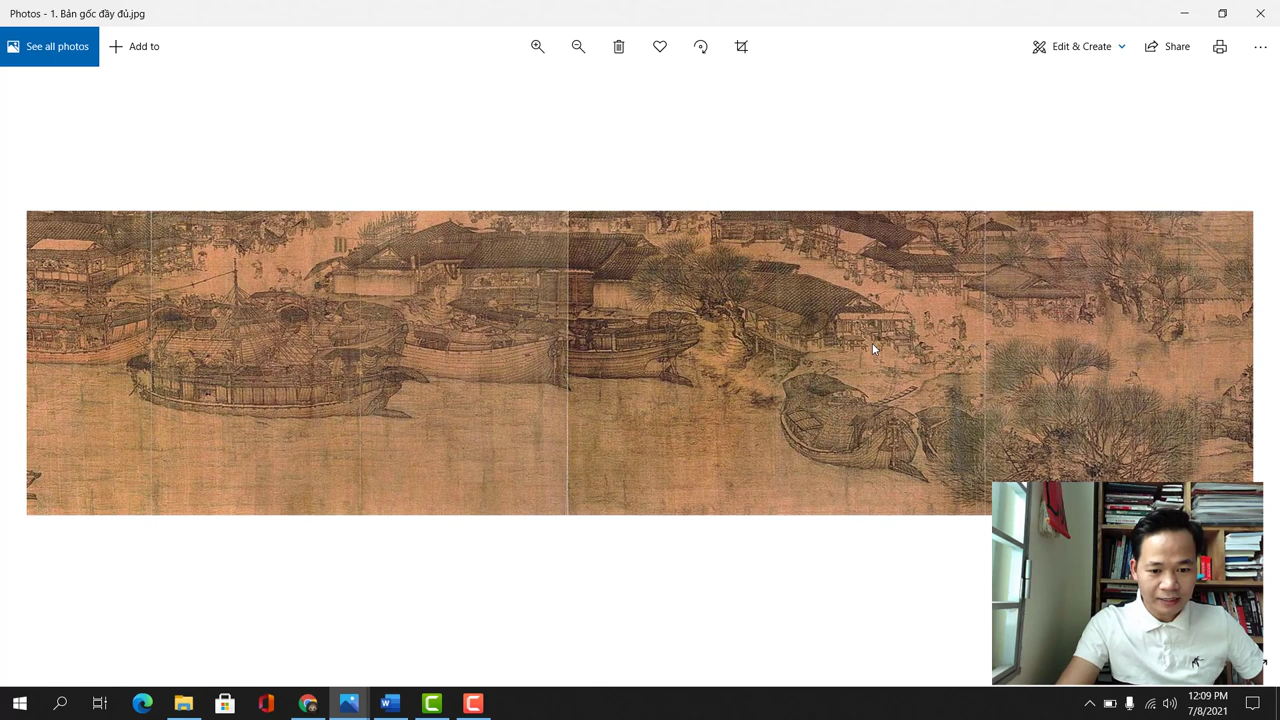 Photos - 1. Bản gốc đầy đủ.jpg
See all photos
Add to
Edit & Create
Share
12:09 PM
7/8/2021